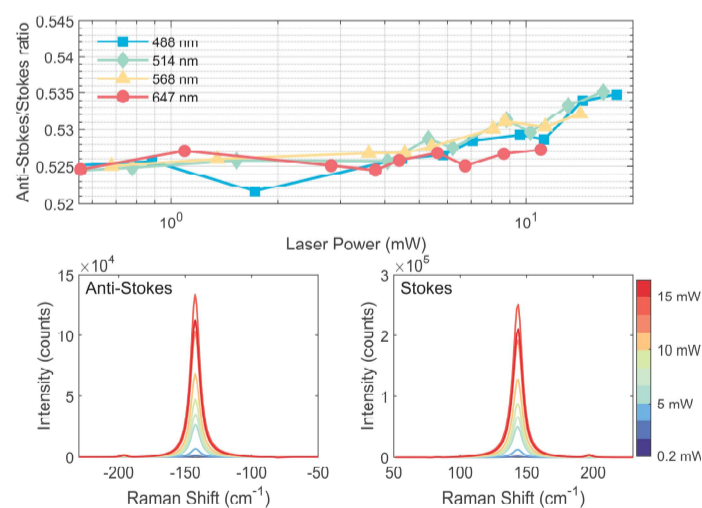 Anti-Stokes/Stokes ratio
0.545
0.54
0.535
0.53
0.525
0.52
488 nm
514 nm
568 nm
647 nm
10⁰
10¹
Laser Power (mW)
×10⁴
15
10
5
0
Anti-Stokes
Intensity (counts)
-200
-150
-100
-50
Raman Shift (cm⁻¹)
×10⁵
3
2
1
0
Stokes
Intensity (counts)
50
100
150
200
Raman Shift (cm⁻¹)
15 mW
10 mW
5 mW
0.2 mW